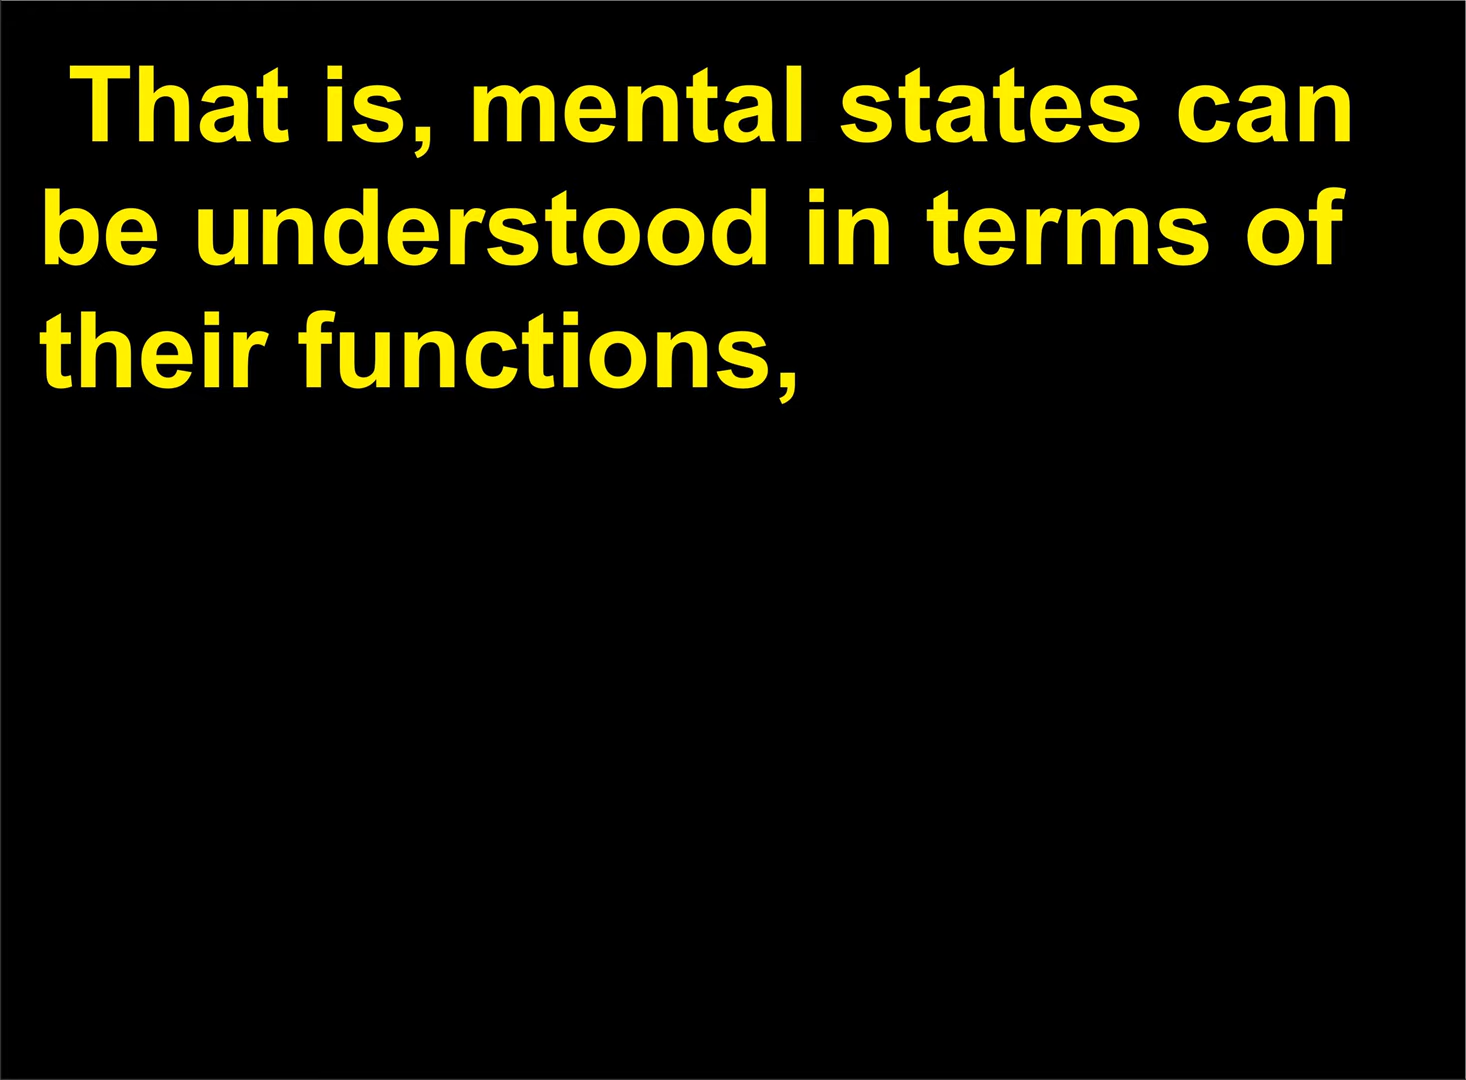 That is, mental states can
be understood in terms of
their functions,